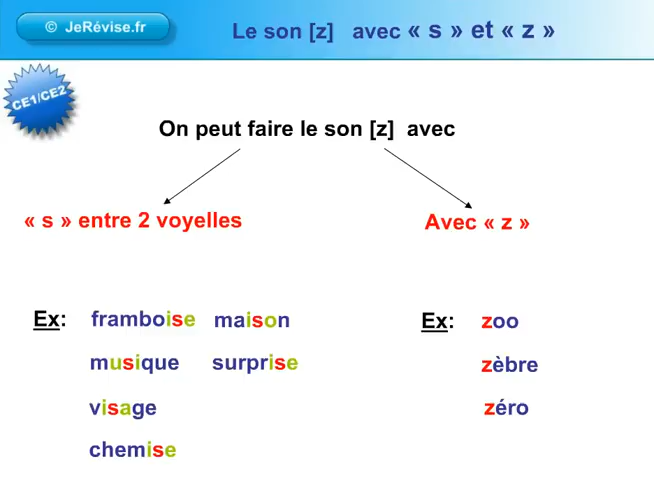 © JeRévise.fr
Le son [z] avec « s » et « z »
CE1/CE2
On peut faire le son [z] avec
« s » entre 2 voyelles
Avec « z »
Ex: framboise maison
musique surprise
visage
chemise
Ex: zoo
zèbre
zéro